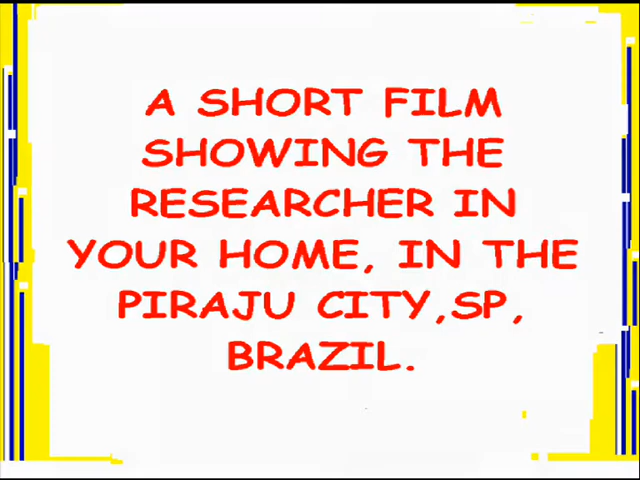 A SHORT FILM
SHOWING THE
RESEARCHER IN
YOUR HOME, IN THE
PIRAJU CITY,SP,
BRAZIL.